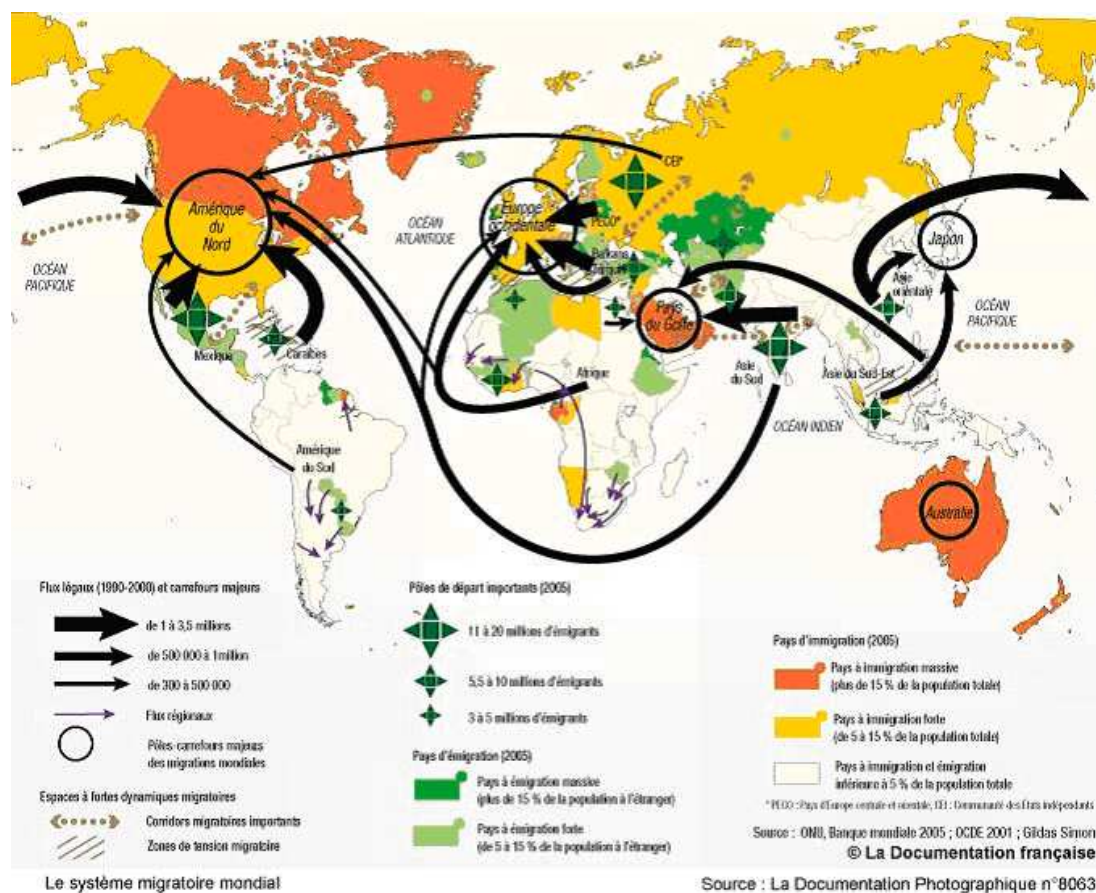 CEI*
Amérique
du
Nord
OCÉAN
ATLANTIQUE
Europe
occidentale
PECO*
Balkans
Japon
OCÉAN
PACIFIQUE
Pays
du Golfe
Asie
orientale
OCÉAN
PACIFIQUE
Mexique
Caraïbes
Afrique
Asie
du Sud
Asie du Sud-Est
OCÉAN INDIEN
Amérique
du Sud
Australie
Flux légaux (1990-2000) et carrefours majeurs
de 1 à 3,5 millions
de 500 000 à 1million
de 300 à 500 000
Flux régionaux
Pôles-carrefours majeurs
des migrations mondiales
Espaces à fortes dynamiques migratoires
Corridors migratoires importants
Zones de tension migratoire
Pôles de départ importants (2005)
11 à 20 millions d'émigrants
5,5 à 10 millions d'émigrants
3 à 5 millions d'émigrants
Pays d'émigration (2005)
Pays à émigration massive
(plus de 15 % de la population à l'étranger)
Pays à émigration forte
(de 5 à 15 % de la population à l'étranger)
Pays d'immigration (2005)
Pays à immigration massive
(plus de 15 % de la population totale)
Pays à immigration forte
(de 5 à 15 % de la population totale)
Pays à immigration et émigration
inférieure à 5 % de la population totale
* PECO : Pays d'Europe centrale et orientale, CEI : Communauté des États indépendants
Source : ONU, Banque mondiale 2005 ; OCDE 2001 ; Gildas Simon
© La Documentation française
Le système migratoire mondial
Source : La Documentation Photographique n°8063